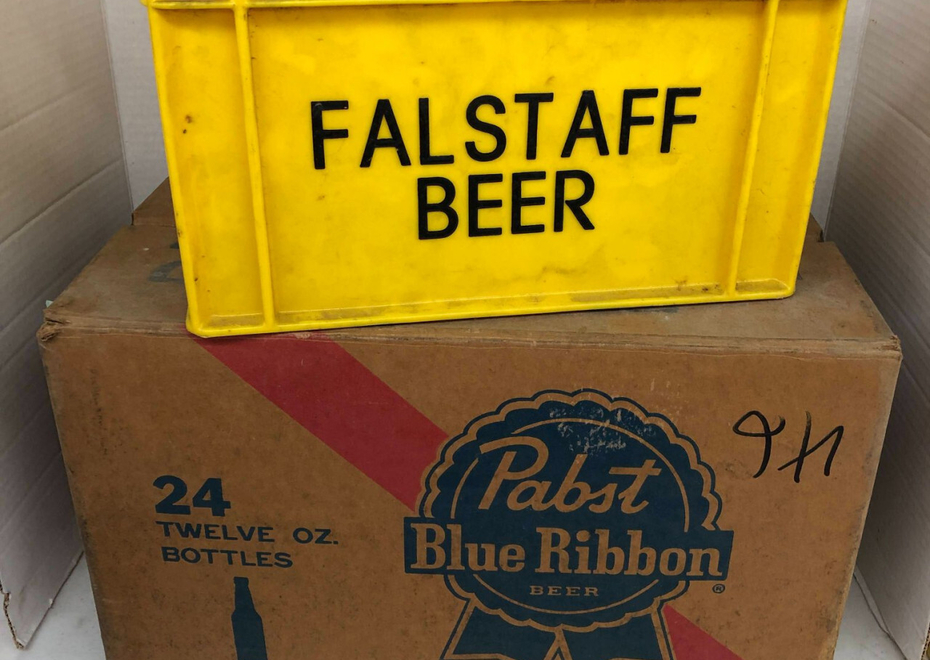 FALSTAFF
BEER
24
TWELVE OZ.
BOTTLES
Pabst
Blue Ribbon
BEER
®